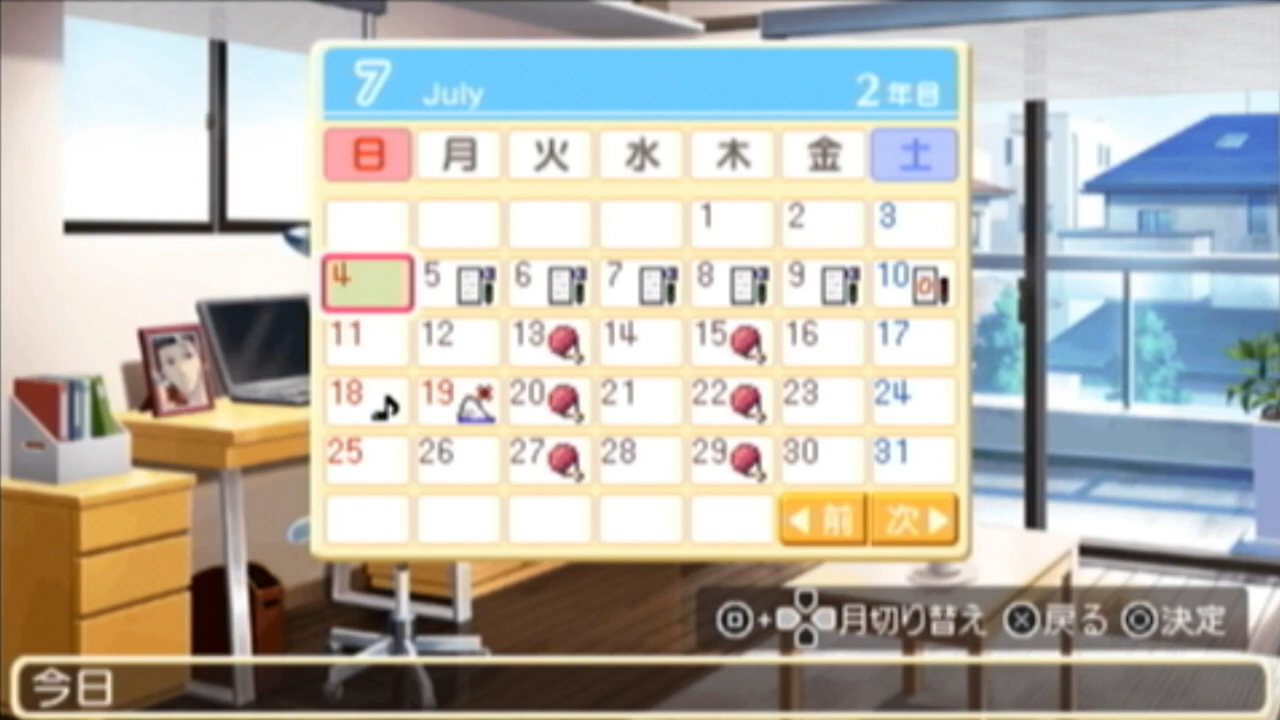 7 July 2年目
日 月 火 水 木 金 土
1 2 3
4 5 6 7 8 9 10
11 12 13 14 15 16 17
18 19 20 21 22 23 24
25 26 27 28 29 30 31
前 次
+ 月切り替え 戻る 決定
今日